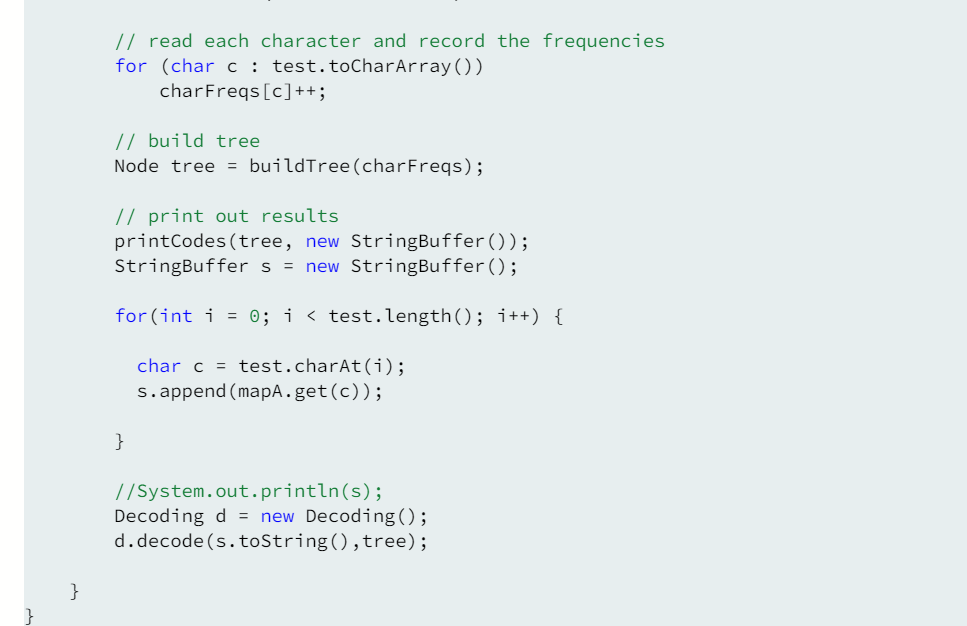 // read each character and record the frequencies
for (char c : test.toCharArray())
charFreqs[c]++;
// build tree
Node tree = buildTree(charFreqs);
// print out results
printCodes(tree, new StringBuffer());
StringBuffer s = new StringBuffer();
for(int i = 0; i < test.length(); i++) {
char c = test.charAt(i);
s.append(mapA.get(c));
}
//System.out.println(s);
Decoding d = new Decoding();
d.decode(s.toString(),tree);
}
}